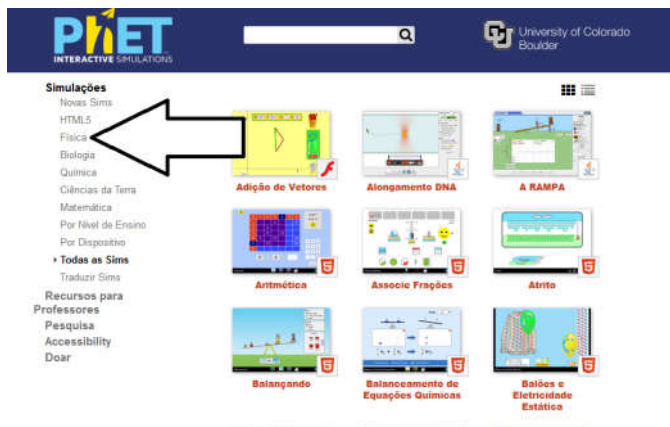 PhET
INTERACTIVE SIMULATIONS
University of Colorado
Boulder
Simulações
Novas Sims
HTML5
Física
Biologia
Química
Ciências da Terra
Matemática
Por Nível de Ensino
Por Dispositivo
Todas as Sims
Traduzir Sims
Recursos para
Professores
Pesquisa
Accessibility
Doar
Adição de Vetores
Alongamento DNA
A RAMPA
Aritmética
Associe Frações
Atrito
Balançando
Balanceamento de
Equações Químicas
Balões e
Eletricidade
Estática